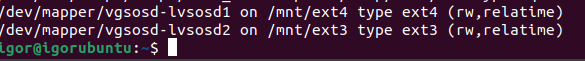 /dev/mapper/vgsosd-lvsosd1 on /mnt/ext4 type ext4 (rw,relatime)
/dev/mapper/vgsosd-lvsosd2 on /mnt/ext3 type ext3 (rw,relatime)
igor@igorubuntu:~$